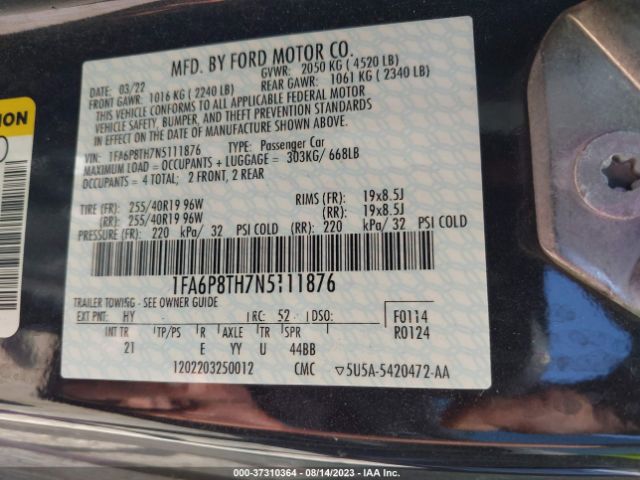 MFD. BY FORD MOTOR CO.
DATE: 03/22 GVWR: 2050 KG ( 4520 LB)
FRONT GAWR: 1016 KG ( 2240 LB) REAR GAWR: 1061 KG ( 2340 LB)
THIS VEHICLE CONFORMS TO ALL APPLICABLE FEDERAL MOTOR
VEHICLE SAFETY, BUMPER, AND THEFT PREVENTION STANDARDS
IN EFFECT ON THE DATE OF MANUFACTURE SHOWN ABOVE.
VIN: 1FA6P8TH7N5111876 TYPE: Passenger Car
MAXIMUM LOAD = OCCUPANTS + LUGGAGE = 303KG/ 668LB
OCCUPANTS = 4 TOTAL; 2 FRONT, 2 REAR
TIRE (FR): 255/40R19 96W RIMS (FR): 19x8.5J
(RR): 255/40R19 96W (RR): 19x8.5J
PRESSURE (FR): 220 kPa/ 32 PSI COLD (RR): 220 kPa/ 32 PSI COLD
1FA6P8TH7N5111876
TRAILER TOWING - SEE OWNER GUIDE
EXT PNT: HY RC: 52 DSO: F0114
INT TR TP/PS R AXLE TR SPR R0124
21 E YY U 44BB
1202203250012 CMC ▽5U5A-5420472-AA
ION
000-37310364 - 08/14/2023 - IAA Inc.